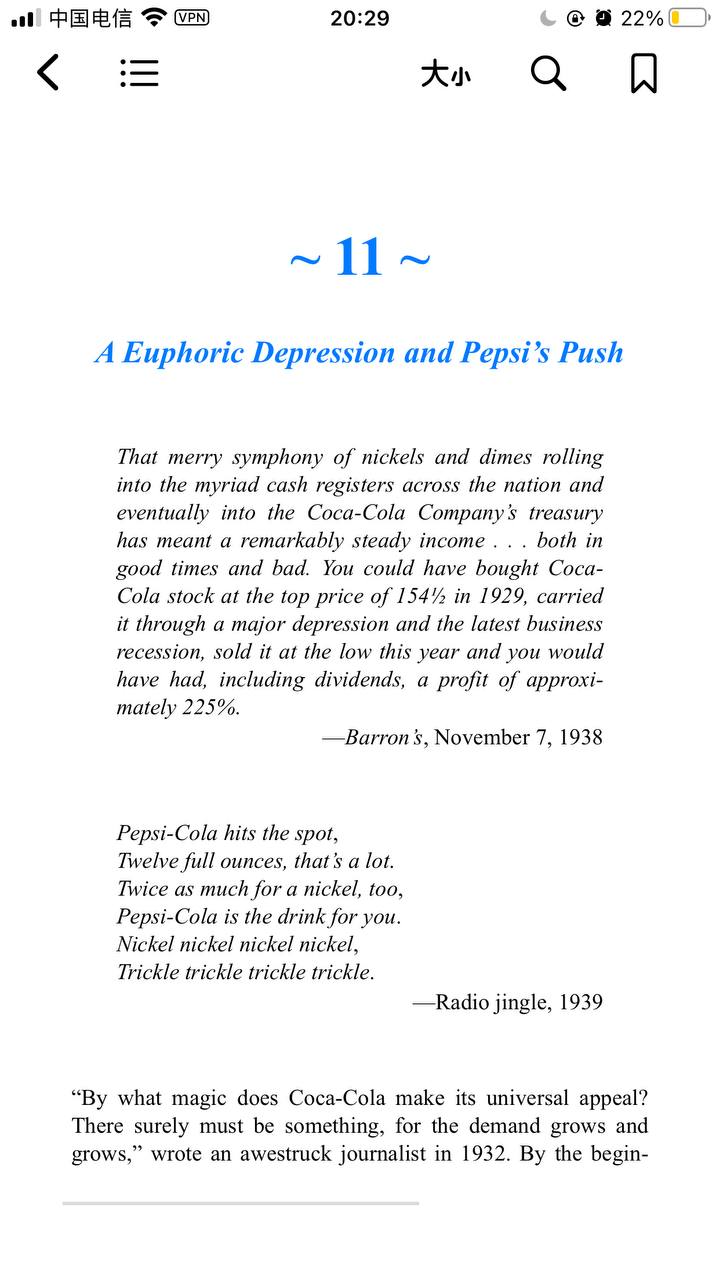 中国电信 VPN 20:29 22%
大小
~ 11 ~
A Euphoric Depression and Pepsi’s Push
That merry symphony of nickels and dimes rolling
into the myriad cash registers across the nation and
eventually into the Coca-Cola Company’s treasury
has meant a remarkably steady income . . . both in
good times and bad. You could have bought Coca-
Cola stock at the top price of 154½ in 1929, carried
it through a major depression and the latest business
recession, sold it at the low this year and you would
have had, including dividends, a profit of approxi-
mately 225%.
—Barron’s, November 7, 1938
Pepsi-Cola hits the spot,
Twelve full ounces, that’s a lot.
Twice as much for a nickel, too,
Pepsi-Cola is the drink for you.
Nickel nickel nickel nickel,
Trickle trickle trickle trickle.
—Radio jingle, 1939
“By what magic does Coca-Cola make its universal appeal?
There surely must be something, for the demand grows and
grows,” wrote an awestruck journalist in 1932. By the begin-